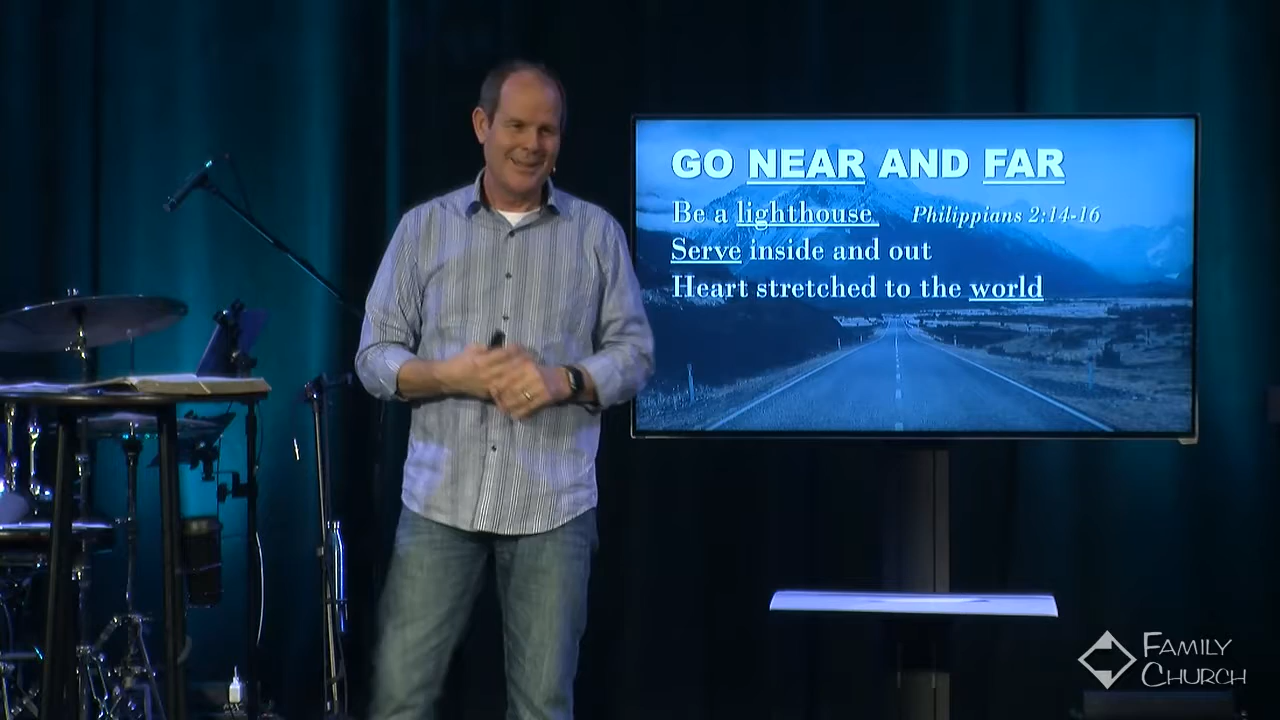 GO NEAR AND FAR
Be a lighthouse Philippians 2:14-16
Serve inside and out
Heart stretched to the world
FAMILY
CHURCH